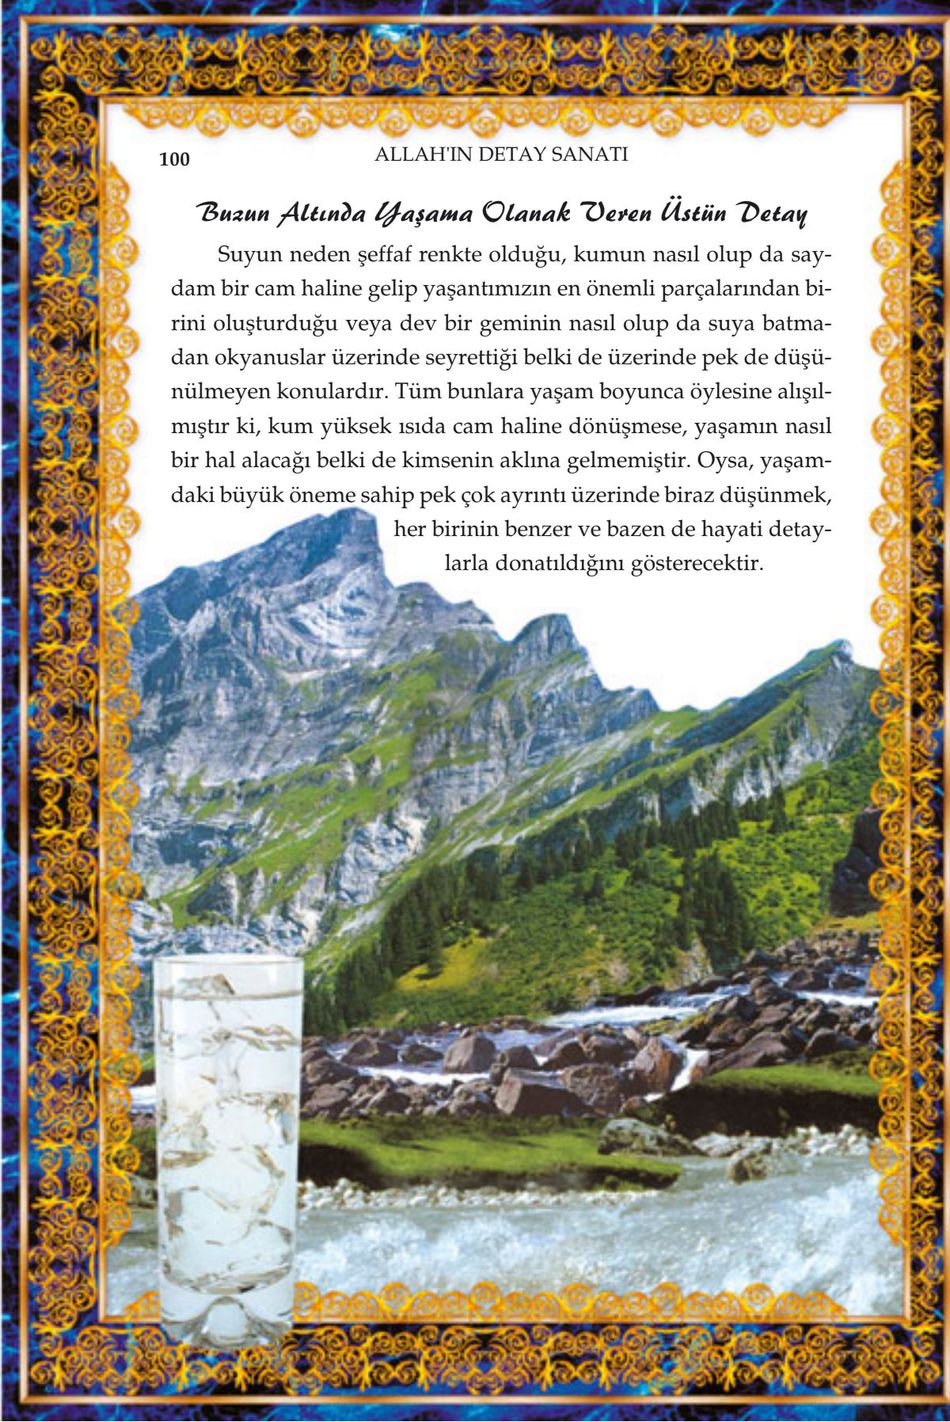 100
ALLAH'IN DETAY SANATI
Buzun Altında Yaşama Olanak Veren Üstün Detay
Suyun neden şeffaf renkte olduğu, kumun nasıl olup da say-
dam bir cam haline gelip yaşantımızın en önemli parçalarından bi-
rini oluşturduğu veya dev bir geminin nasıl olup da suya batma-
dan okyanuslar üzerinde seyrettiği belki de üzerinde pek de düşü-
nülmeyen konulardır. Tüm bunlara yaşam boyunca öylesine alışıl-
mıştır ki, kum yüksek ısıda cam haline dönüşmese, yaşamın nasıl
bir hal alacağı belki de kimsenin aklına gelmemiştir. Oysa, yaşam-
daki büyük öneme sahip pek çok ayrıntı üzerinde biraz düşünmek,
her birinin benzer ve bazen de hayati detay-
larla donatıldığını gösterecektir.